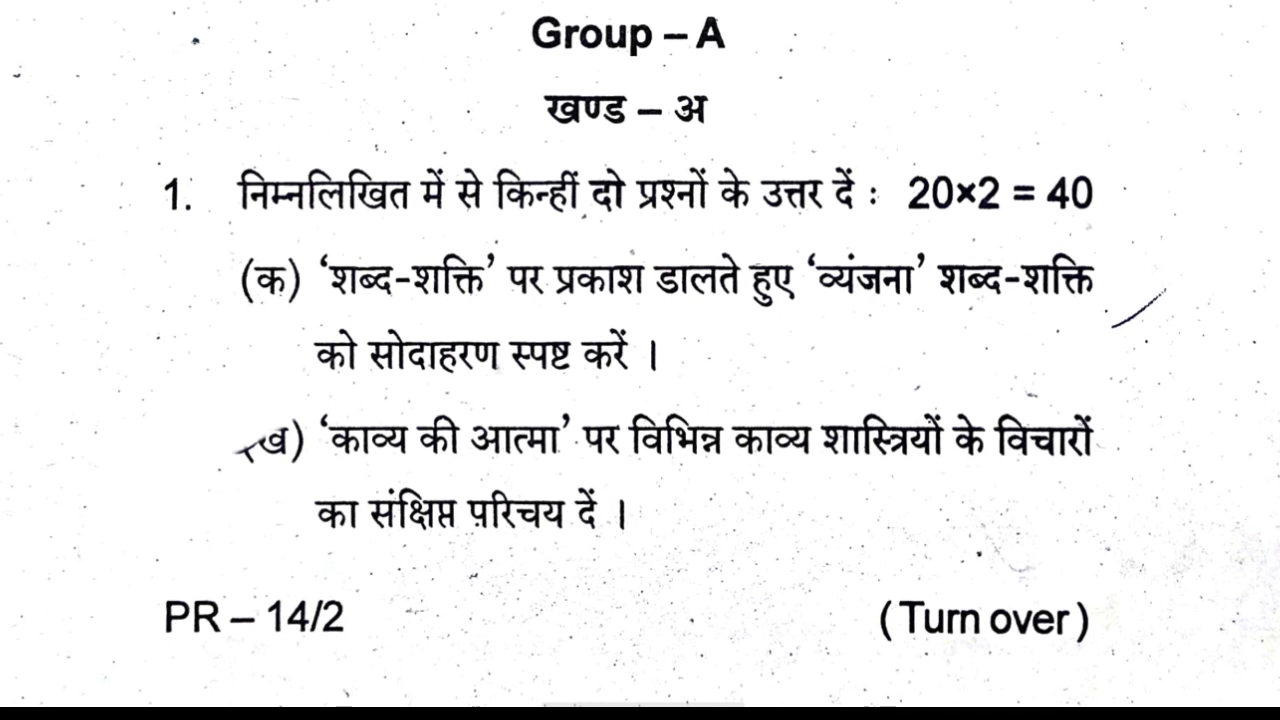 Group – A
खण्ड – अ
1. निम्नलिखित में से किन्हीं दो प्रश्नों के उत्तर दें : 20×2 = 40
(क) ‘शब्द-शक्ति’ पर प्रकाश डालते हुए ‘व्यंजना’ शब्द-शक्ति
को सोदाहरण स्पष्ट करें ।
(ख) ‘काव्य की आत्मा’ पर विभिन्न काव्य शास्त्रियों के विचारों
का संक्षिप्त परिचय दें ।
PR – 14/2 (Turn over)